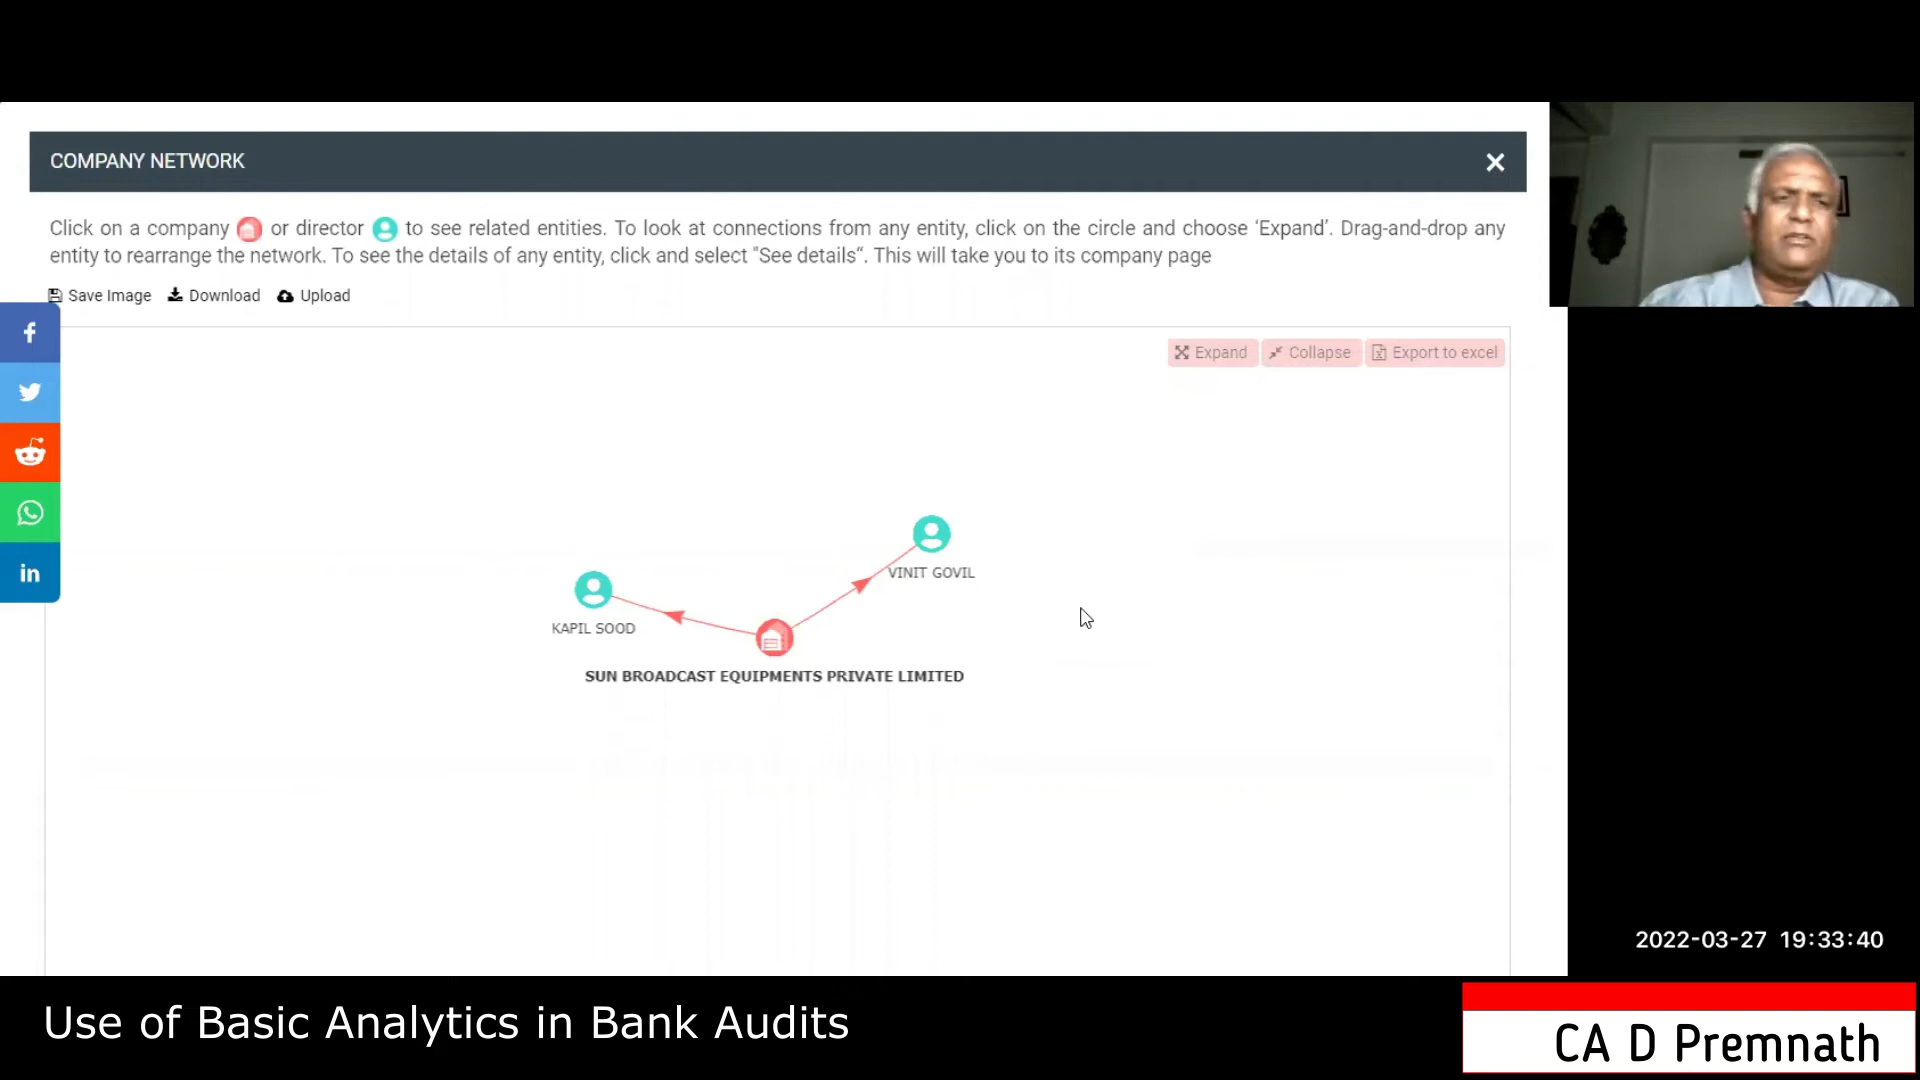 COMPANY NETWORK
Click on a company or director to see related entities. To look at connections from any entity, click on the circle and choose ‘Expand’. Drag-and-drop any
entity to rearrange the network. To see the details of any entity, click and select "See details“. This will take you to its company page
Save Image Download Upload
Expand Collapse Export to excel
VINIT GOVIL
KAPIL SOOD
SUN BROADCAST EQUIPMENTS PRIVATE LIMITED
2022-03-27 19:33:40
Use of Basic Analytics in Bank Audits
CA D Premnath